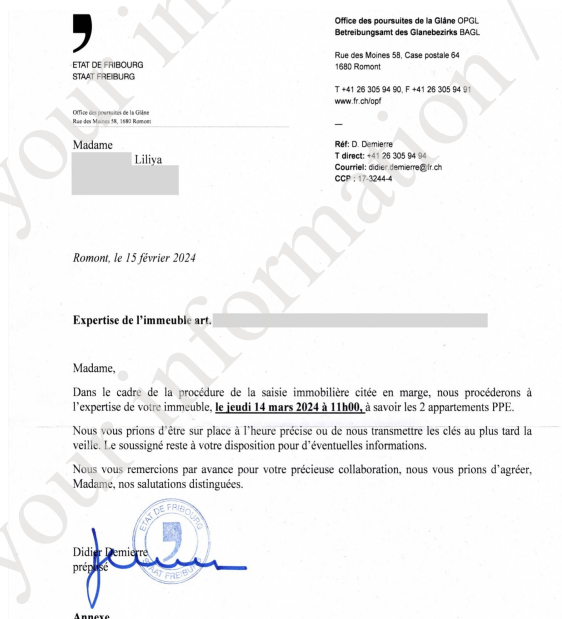 ETAT DE FRIBOURG
STAAT FREIBURG
Office des poursuites de la Glâne
Rue des Moines 58, 1680 Romont
Office des poursuites de la Glâne OPGL
Betreibungsamt des Glanebezirks BAGL
Rue des Moines 58, Case postale 64
1680 Romont
T +41 26 305 94 90, F +41 26 305 94 91
www.fr.ch/opf
—
Réf: D. Demierre
T direct: +41 26 305 94 94
Courriel: didier.demierre@fr.ch
CCP : 17-3244-4
Madame
Liliya
Romont, le 15 février 2024
Expertise de l'immeuble art.
Madame,
Dans le cadre de la procédure de la saisie immobilière citée en marge, nous procéderons à
l'expertise de votre immeuble, le jeudi 14 mars 2024 à 11h00, à savoir les 2 appartements PPE.
Nous vous prions d'être sur place à l'heure précise ou de nous transmettre les clés au plus tard la
veille. Le soussigné reste à votre disposition pour d'éventuelles informations.
Nous vous remercions par avance pour votre précieuse collaboration, nous vous prions d'agréer,
Madame, nos salutations distinguées.
ETAT DE FRIBOURG
STAAT FREIBURG
Didier Demierre
préposé
Annexe
your information /
your information /